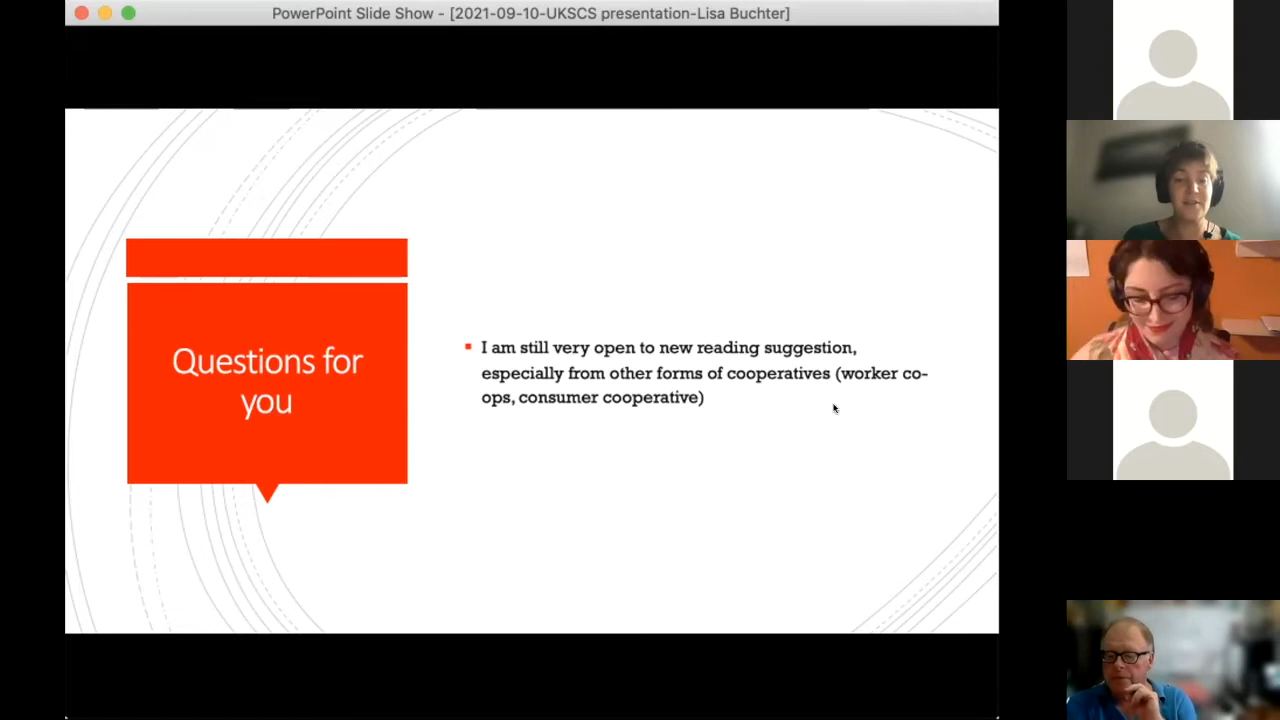 PowerPoint Slide Show - [2021-09-10-UKSCS presentation-Lisa Buchter]
Questions for
you
I am still very open to new reading suggestion,
especially from other forms of cooperatives (worker co-
ops, consumer cooperative)